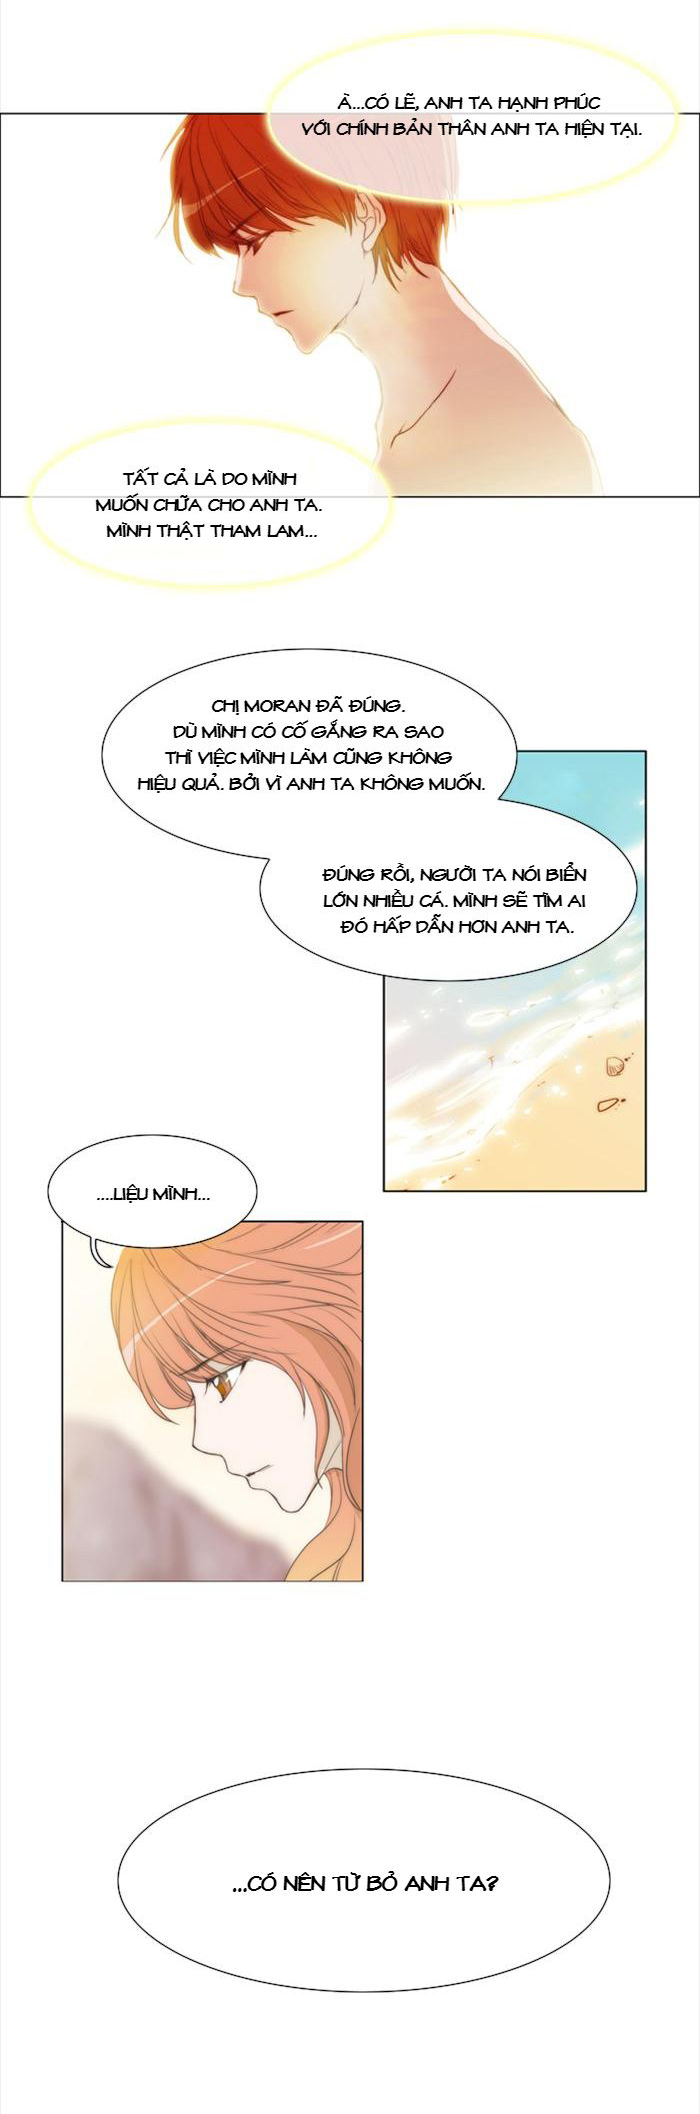 À...CÓ LẼ, ANH TA HẠNH PHÚC
VỚI CHÍNH BẢN THÂN ANH TA HIỆN TẠI.
TẤT CẢ LÀ DO MÌNH
MUỐN CHỮA CHO ANH TA.
MÌNH THẬT THAM LAM...
CHỊ MORAN ĐÃ ĐÚNG.
DÙ MÌNH CÓ CỐ GẮNG RA SAO
THÌ VIỆC MÌNH LÀM CŨNG KHÔNG
HIỆU QUẢ. BỞI VÌ ANH TA KHÔNG MUỐN.
ĐÚNG RỒI, NGƯỜI TA NÓI BIỂN
LỚN NHIỀU CÁ. MÌNH SẼ TÌM AI
ĐÓ HẤP DẪN HƠN ANH TA.
....LIỆU MÌNH...
...CÓ NÊN TỪ BỎ ANH TA?